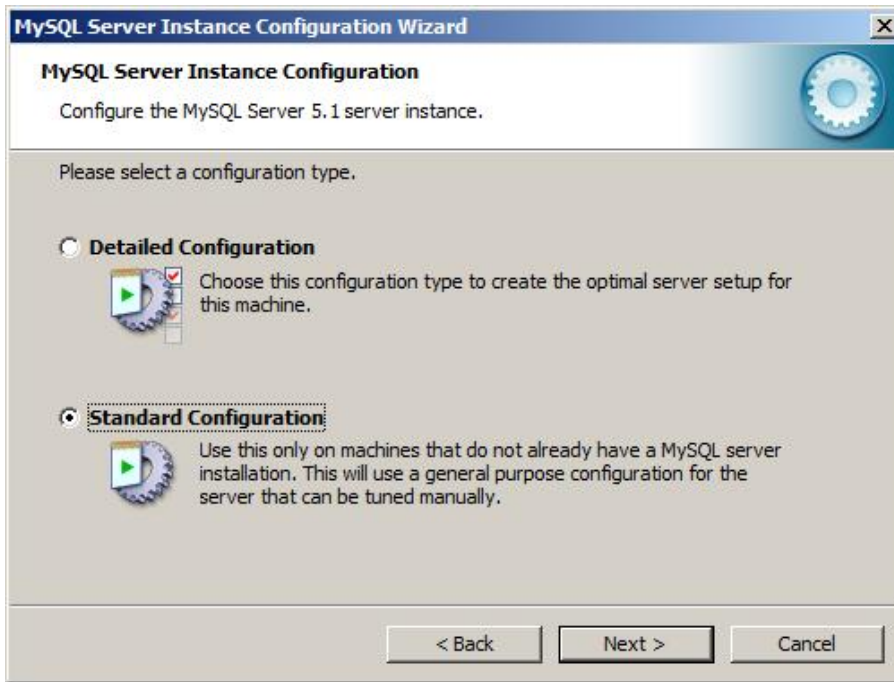 MySQL Server Instance Configuration Wizard
MySQL Server Instance Configuration
Configure the MySQL Server 5.1 server instance.
Please select a configuration type.
Detailed Configuration
Choose this configuration type to create the optimal server setup for
this machine.
Standard Configuration
Use this only on machines that do not already have a MySQL server
installation. This will use a general purpose configuration for the
server that can be tuned manually.
< Back
Next >
Cancel